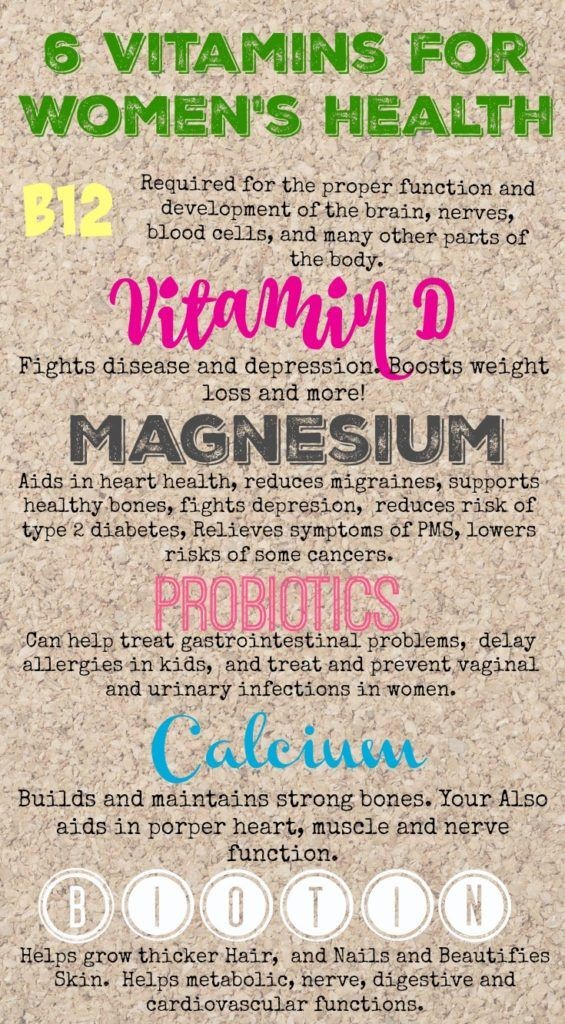 6 VITAMINS FOR
WOMEN'S HEALTH
B12
Required for the proper function and
development of the brain, nerves,
blood cells, and many other parts of
the body.
Vitamin D
Fights disease and depression. Boosts weight
loss and more!
MAGNESIUM
Aids in heart health, reduces migraines, supports
healthy bones, fights depresion, reduces risk of
type 2 diabetes, Relieves symptoms of PMS, lowers
risks of some cancers.
PROBIOTICS
Can help treat gastrointestinal problems, delay
allergies in kids, and treat and prevent vaginal
and urinary infections in women.
Calcium
Builds and maintains strong bones. Your Also
aids in porper heart, muscle and nerve
function.
BIOTIN
Helps grow thicker Hair, and Nails and Beautifies
Skin. Helps metabolic, nerve, digestive and
cardiovascular functions.